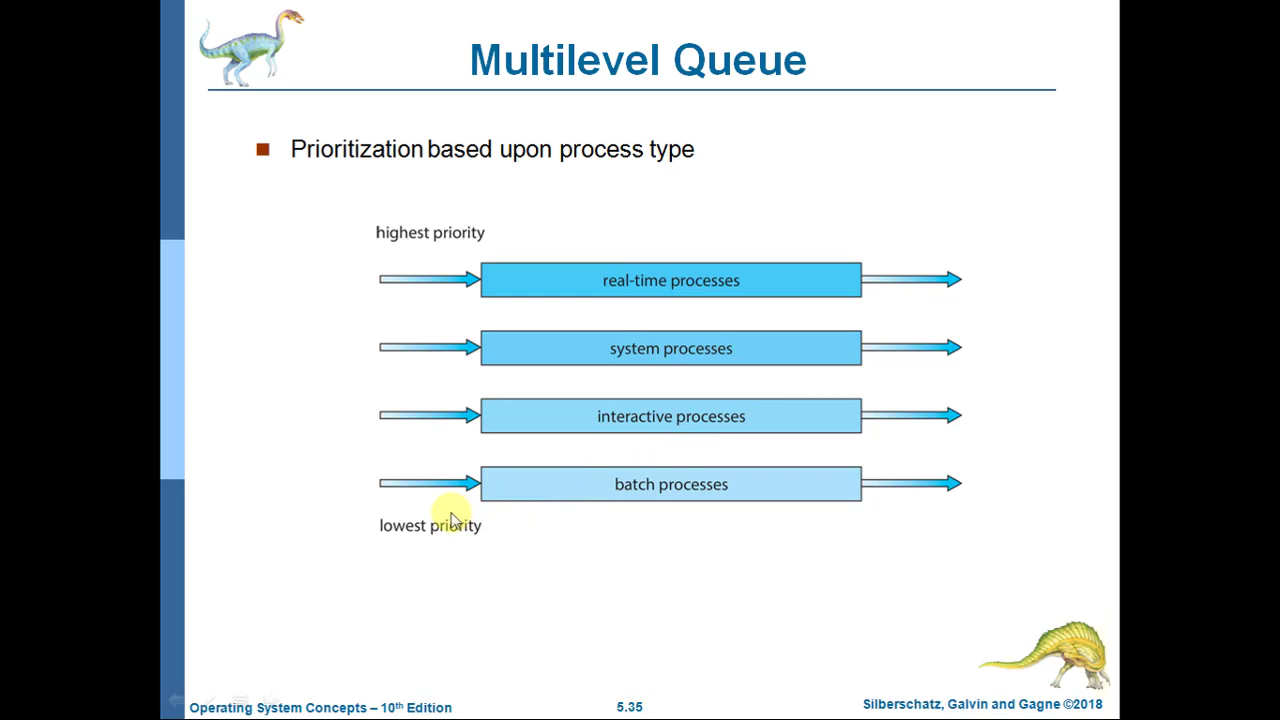 Multilevel Queue
Prioritization based upon process type
highest priority
real-time processes
system processes
interactive processes
batch processes
lowest priority
Operating System Concepts – 10th Edition
5.35
Silberschatz, Galvin and Gagne ©2018